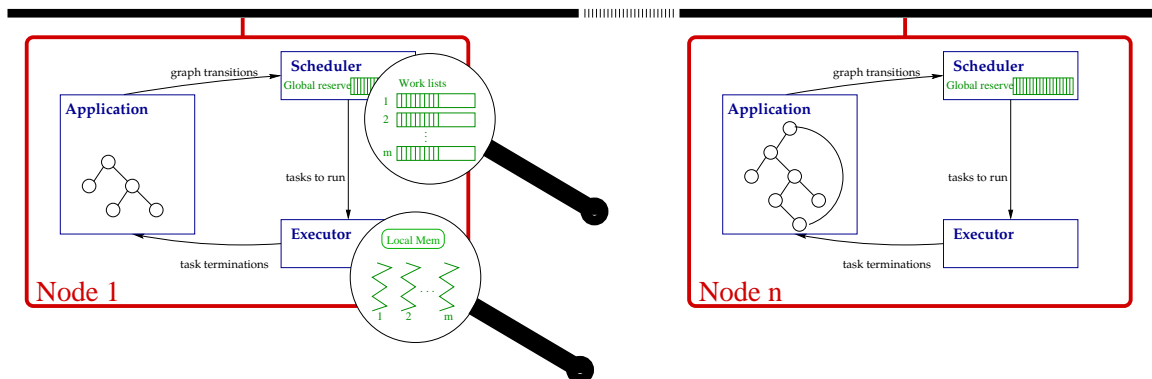 Scheduler
graph transitions
Global reserve
Application
Work lists
1
2
⋮
m
tasks to run
Executor
Local Mem
task terminations
. . .
1
2
m
Node 1
Scheduler
graph transitions
Global reserve
Application
tasks to run
Executor
task terminations
Node n